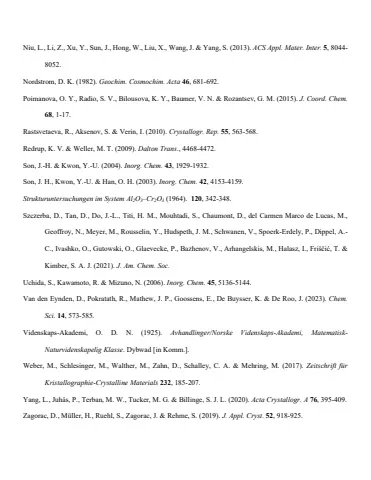 Niu, L., Li, Z., Xu, Y., Sun, J., Hong, W., Liu, X., Wang, J. & Yang, S. (2013). ACS Appl. Mater. Inter. 5, 8044-
8052.
Nordstrom, D. K. (1982). Geochim. Cosmochim. Acta 46, 681-692.
Poimanova, O. Y., Radio, S. V., Bilousova, K. Y., Baumer, V. N. & Rozantsev, G. M. (2015). J. Coord. Chem.
68, 1-17.
Rastsvetaeva, R., Aksenov, S. & Verin, I. (2010). Crystallogr. Rep. 55, 563-568.
Redrup, K. V. & Weller, M. T. (2009). Dalton Trans., 4468-4472.
Son, J.-H. & Kwon, Y.-U. (2004). Inorg. Chem. 43, 1929-1932.
Son, J. H., Kwon, Y.-U. & Han, O. H. (2003). Inorg. Chem. 42, 4153-4159.
Strukturuntersuchungen im System Al₂O₃–Cr₂O₃ (1964). 120, 342-348.
Szczerba, D., Tan, D., Do, J.-L., Titi, H. M., Mouhtadi, S., Chaumont, D., del Carmen Marco de Lucas, M.,
Geoffroy, N., Meyer, M., Rousselin, Y., Hudspeth, J. M., Schwanen, V., Spoerk-Erdely, P., Dippel, A.-
C., Ivashko, O., Gutowski, O., Glaevecke, P., Bazhenov, V., Arhangelskis, M., Halasz, I., Friščić, T. &
Kimber, S. A. J. (2021). J. Am. Chem. Soc.
Uchida, S., Kawamoto, R. & Mizuno, N. (2006). Inorg. Chem. 45, 5136-5144.
Van den Eynden, D., Pokratath, R., Mathew, J. P., Goossens, E., De Buysser, K. & De Roo, J. (2023). Chem.
Sci. 14, 573-585.
Videnskaps-Akademi, O. D. N. (1925). Avhandlinger/Norske Videnskaps-Akademi, Matematisk-
Naturvidenskapelig Klasse. Dybwad [in Komm.].
Weber, M., Schlesinger, M., Walther, M., Zahn, D., Schalley, C. A. & Mehring, M. (2017). Zeitschrift für
Kristallographie-Crystalline Materials 232, 185-207.
Yang, L., Juhás, P., Terban, M. W., Tucker, M. G. & Billinge, S. J. L. (2020). Acta Crystallogr. A 76, 395-409.
Zagorac, D., Müller, H., Ruehl, S., Zagorac, J. & Rehme, S. (2019). J. Appl. Cryst. 52, 918-925.